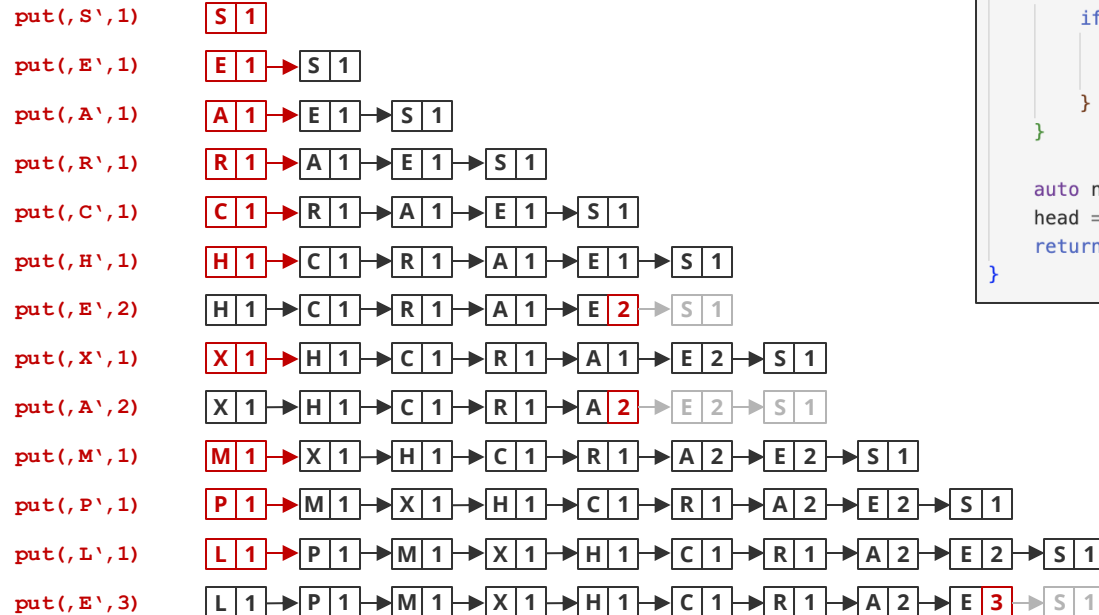 put(‚S‘,1) S 1
put(‚E‘,1) E 1 S 1
put(‚A‘,1) A 1 E 1 S 1
put(‚R‘,1) R 1 A 1 E 1 S 1
put(‚C‘,1) C 1 R 1 A 1 E 1 S 1
put(‚H‘,1) H 1 C 1 R 1 A 1 E 1 S 1
put(‚E‘,2) H 1 C 1 R 1 A 1 E 2 S 1
put(‚X‘,1) X 1 H 1 C 1 R 1 A 1 E 2 S 1
put(‚A‘,2) X 1 H 1 C 1 R 1 A 2 E 2 S 1
put(‚M‘,1) M 1 X 1 H 1 C 1 R 1 A 2 E 2 S 1
put(‚P‘,1) P 1 M 1 X 1 H 1 C 1 R 1 A 2 E 2 S 1
put(‚L‘,1) L 1 P 1 M 1 X 1 H 1 C 1 R 1 A 2 E 2 S 1
put(‚E‘,3) L 1 P 1 M 1 X 1 H 1 C 1 R 1 A 2 E 3 S 1
if
}
}
auto n
head =
return
}